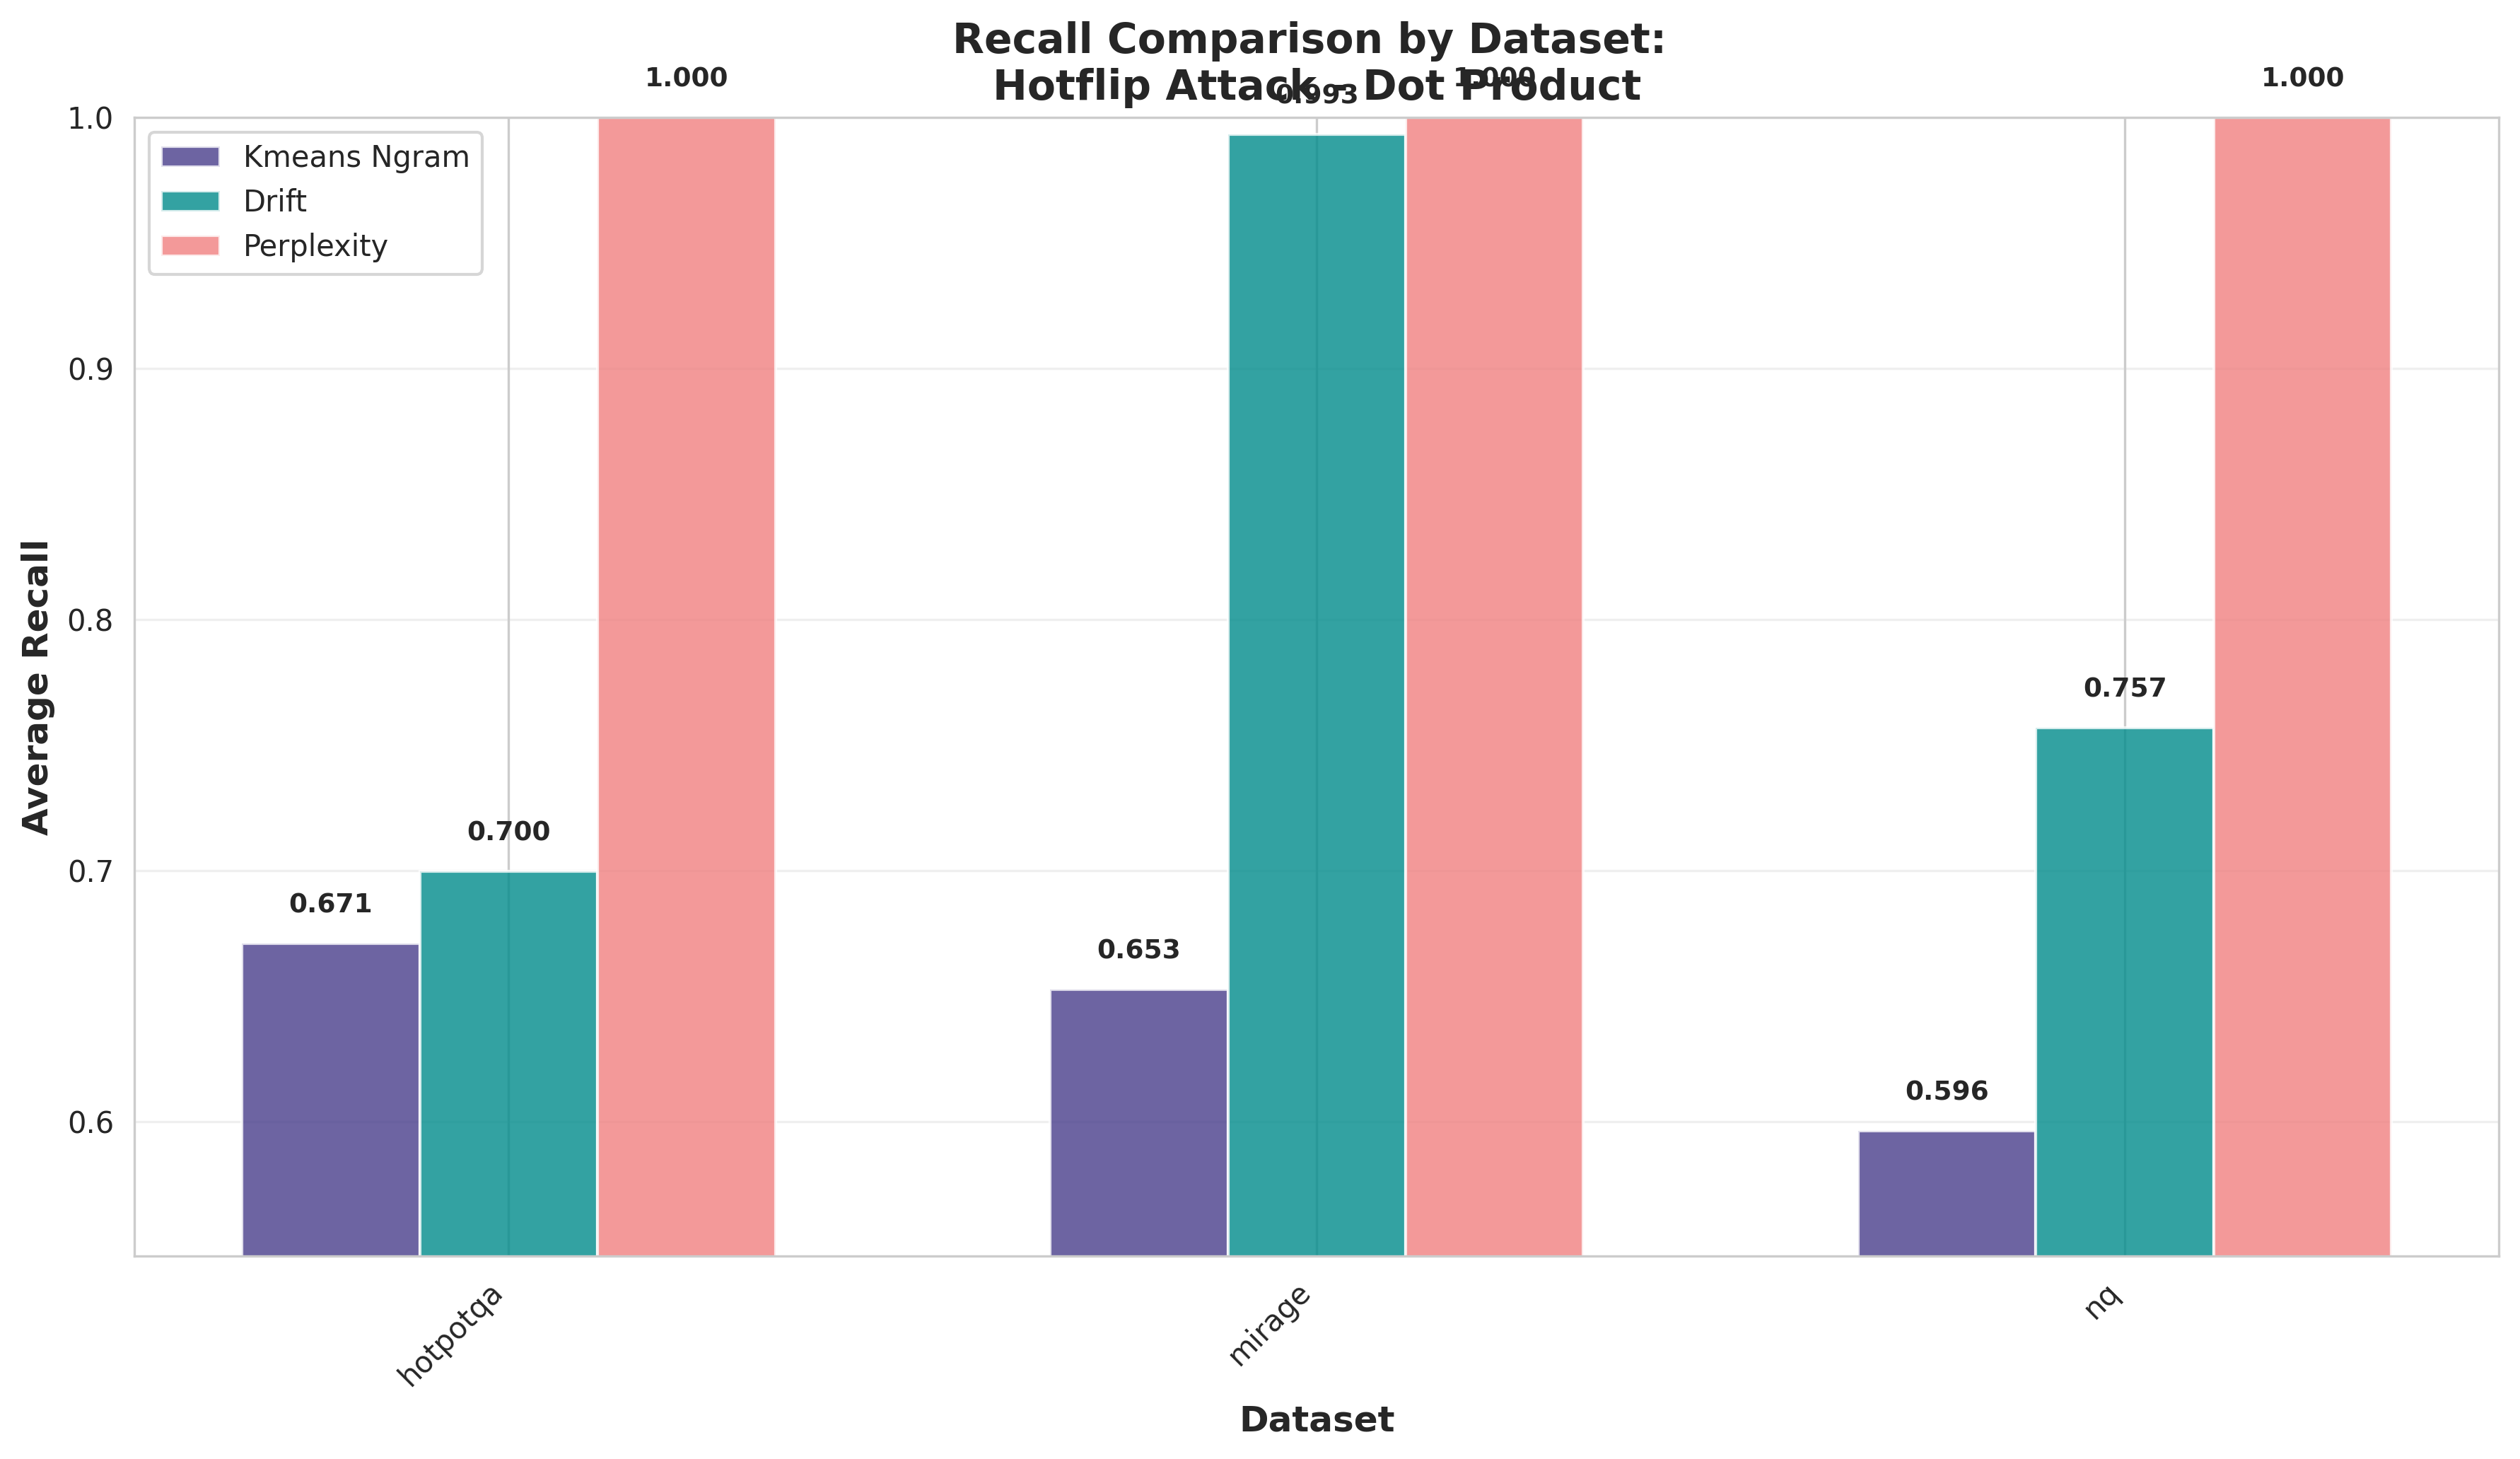 Recall Comparison by Dataset:
Hotflip Attack - Dot Product
1.000
0.993
1.000
1.000
1.0
0.9
0.8
0.7
0.6
Average Recall
Kmeans Ngram
Drift
Perplexity
0.671
0.700
0.653
0.596
0.757
hotpotqa
mirage
nq
Dataset